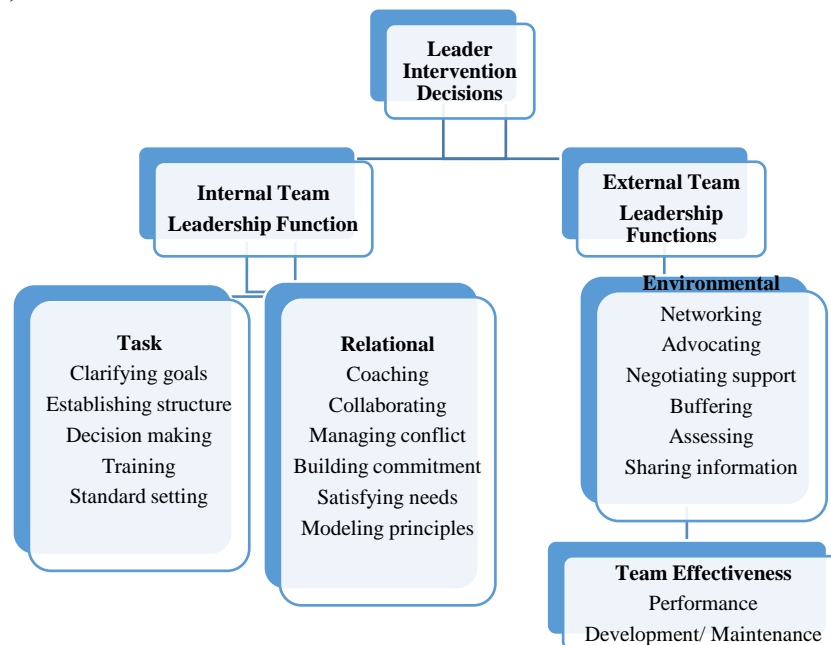 Leader
Intervention
Decisions
Internal Team
Leadership Function
External Team
Leadership
Functions
Task
Clarifying goals
Establishing structure
Decision making
Training
Standard setting
Relational
Coaching
Collaborating
Managing conflict
Building commitment
Satisfying needs
Modeling principles
Environmental
Networking
Advocating
Negotiating support
Buffering
Assessing
Sharing information
Team Effectiveness
Performance
Development/ Maintenance